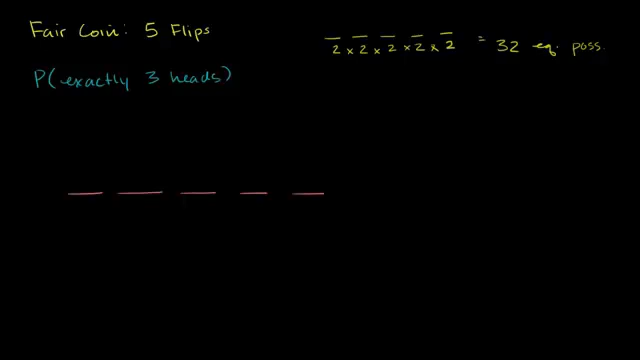 Fair Coin: 5 Flips
2 × 2 × 2 × 2 × 2 = 32 eq. poss.
P(exactly 3 heads)